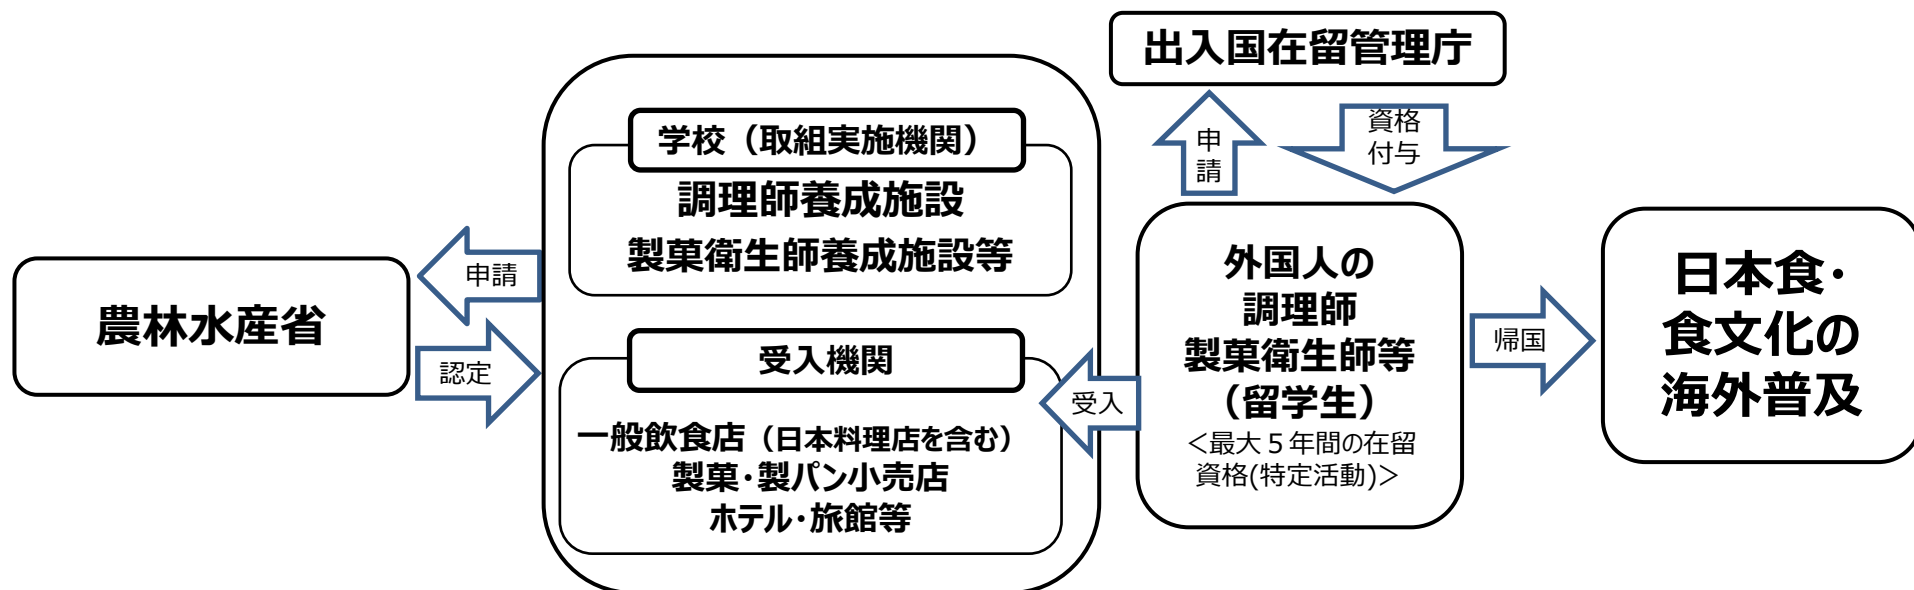 農林水産省
申請
認定
学校（取組実施機関）
調理師養成施設
製菓衛生師養成施設等
受入機関
一般飲食店（日本料理店を含む）
製菓・製パン小売店
ホテル・旅館等
受入
出入国在留管理庁
申
請
資格
付与
外国人の
調理師
製菓衛生師等
（留学生）
＜最大５年間の在留
資格(特定活動)＞
帰国
日本食・
食文化の
海外普及